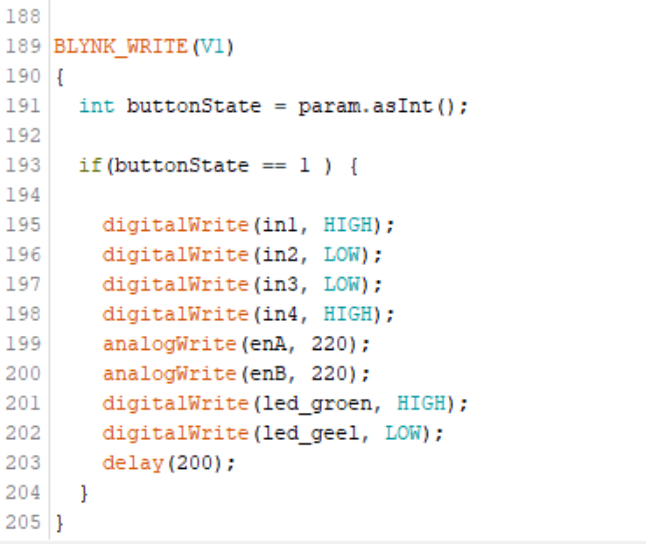 188
189 BLYNK_WRITE(V1)
190 {
191 int buttonState = param.asInt();
192
193 if(buttonState == 1 ) {
194
195 digitalWrite(in1, HIGH);
196 digitalWrite(in2, LOW);
197 digitalWrite(in3, LOW);
198 digitalWrite(in4, HIGH);
199 analogWrite(enA, 220);
200 analogWrite(enB, 220);
201 digitalWrite(led_groen, HIGH);
202 digitalWrite(led_geel, LOW);
203 delay(200);
204 }
205 }